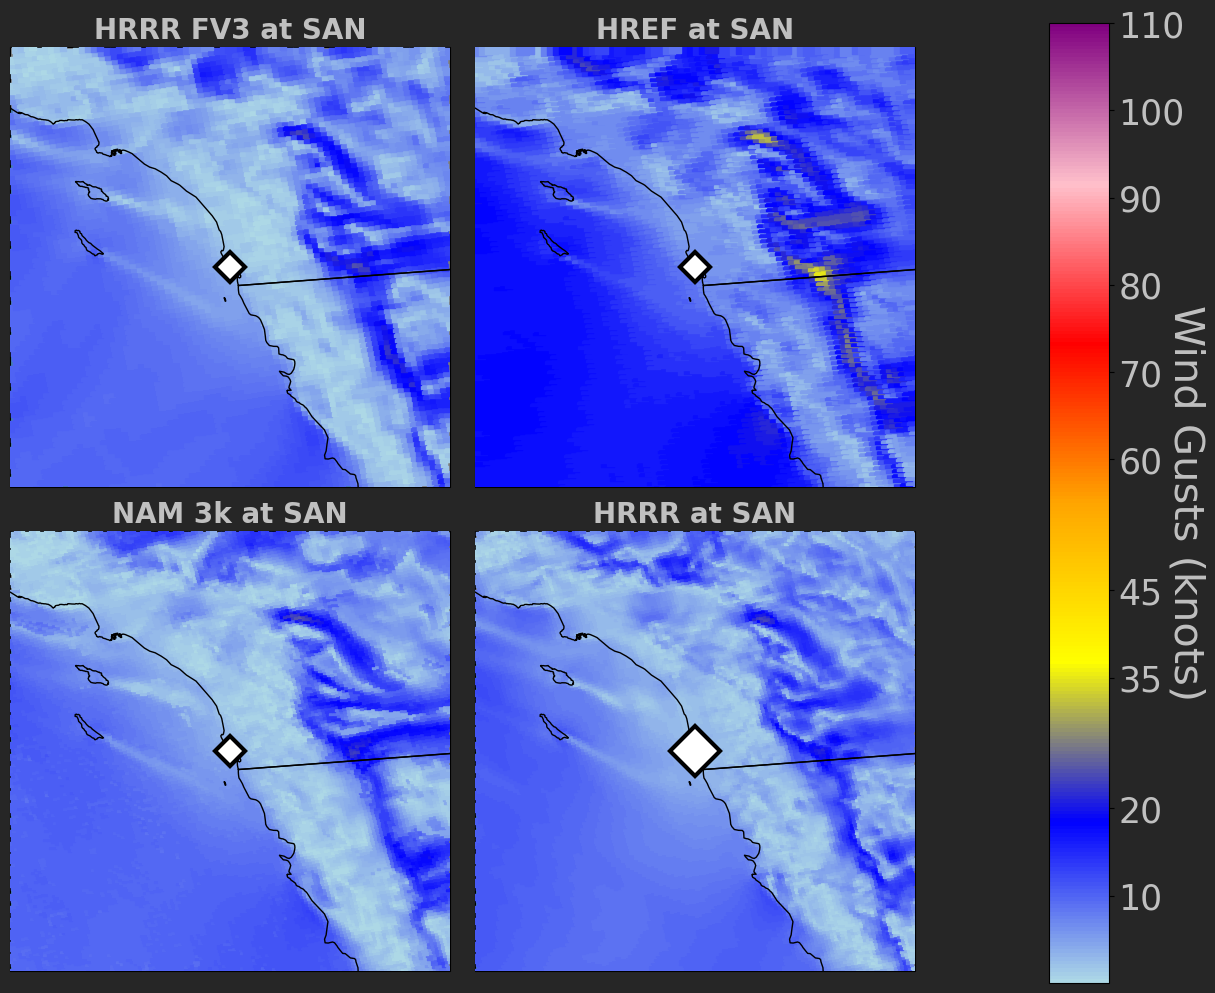 HRRR FV3 at SAN
HREF at SAN
NAM 3k at SAN
HRRR at SAN
110
100
90
80
70
60
45
35
20
10
Wind Gusts (knots)